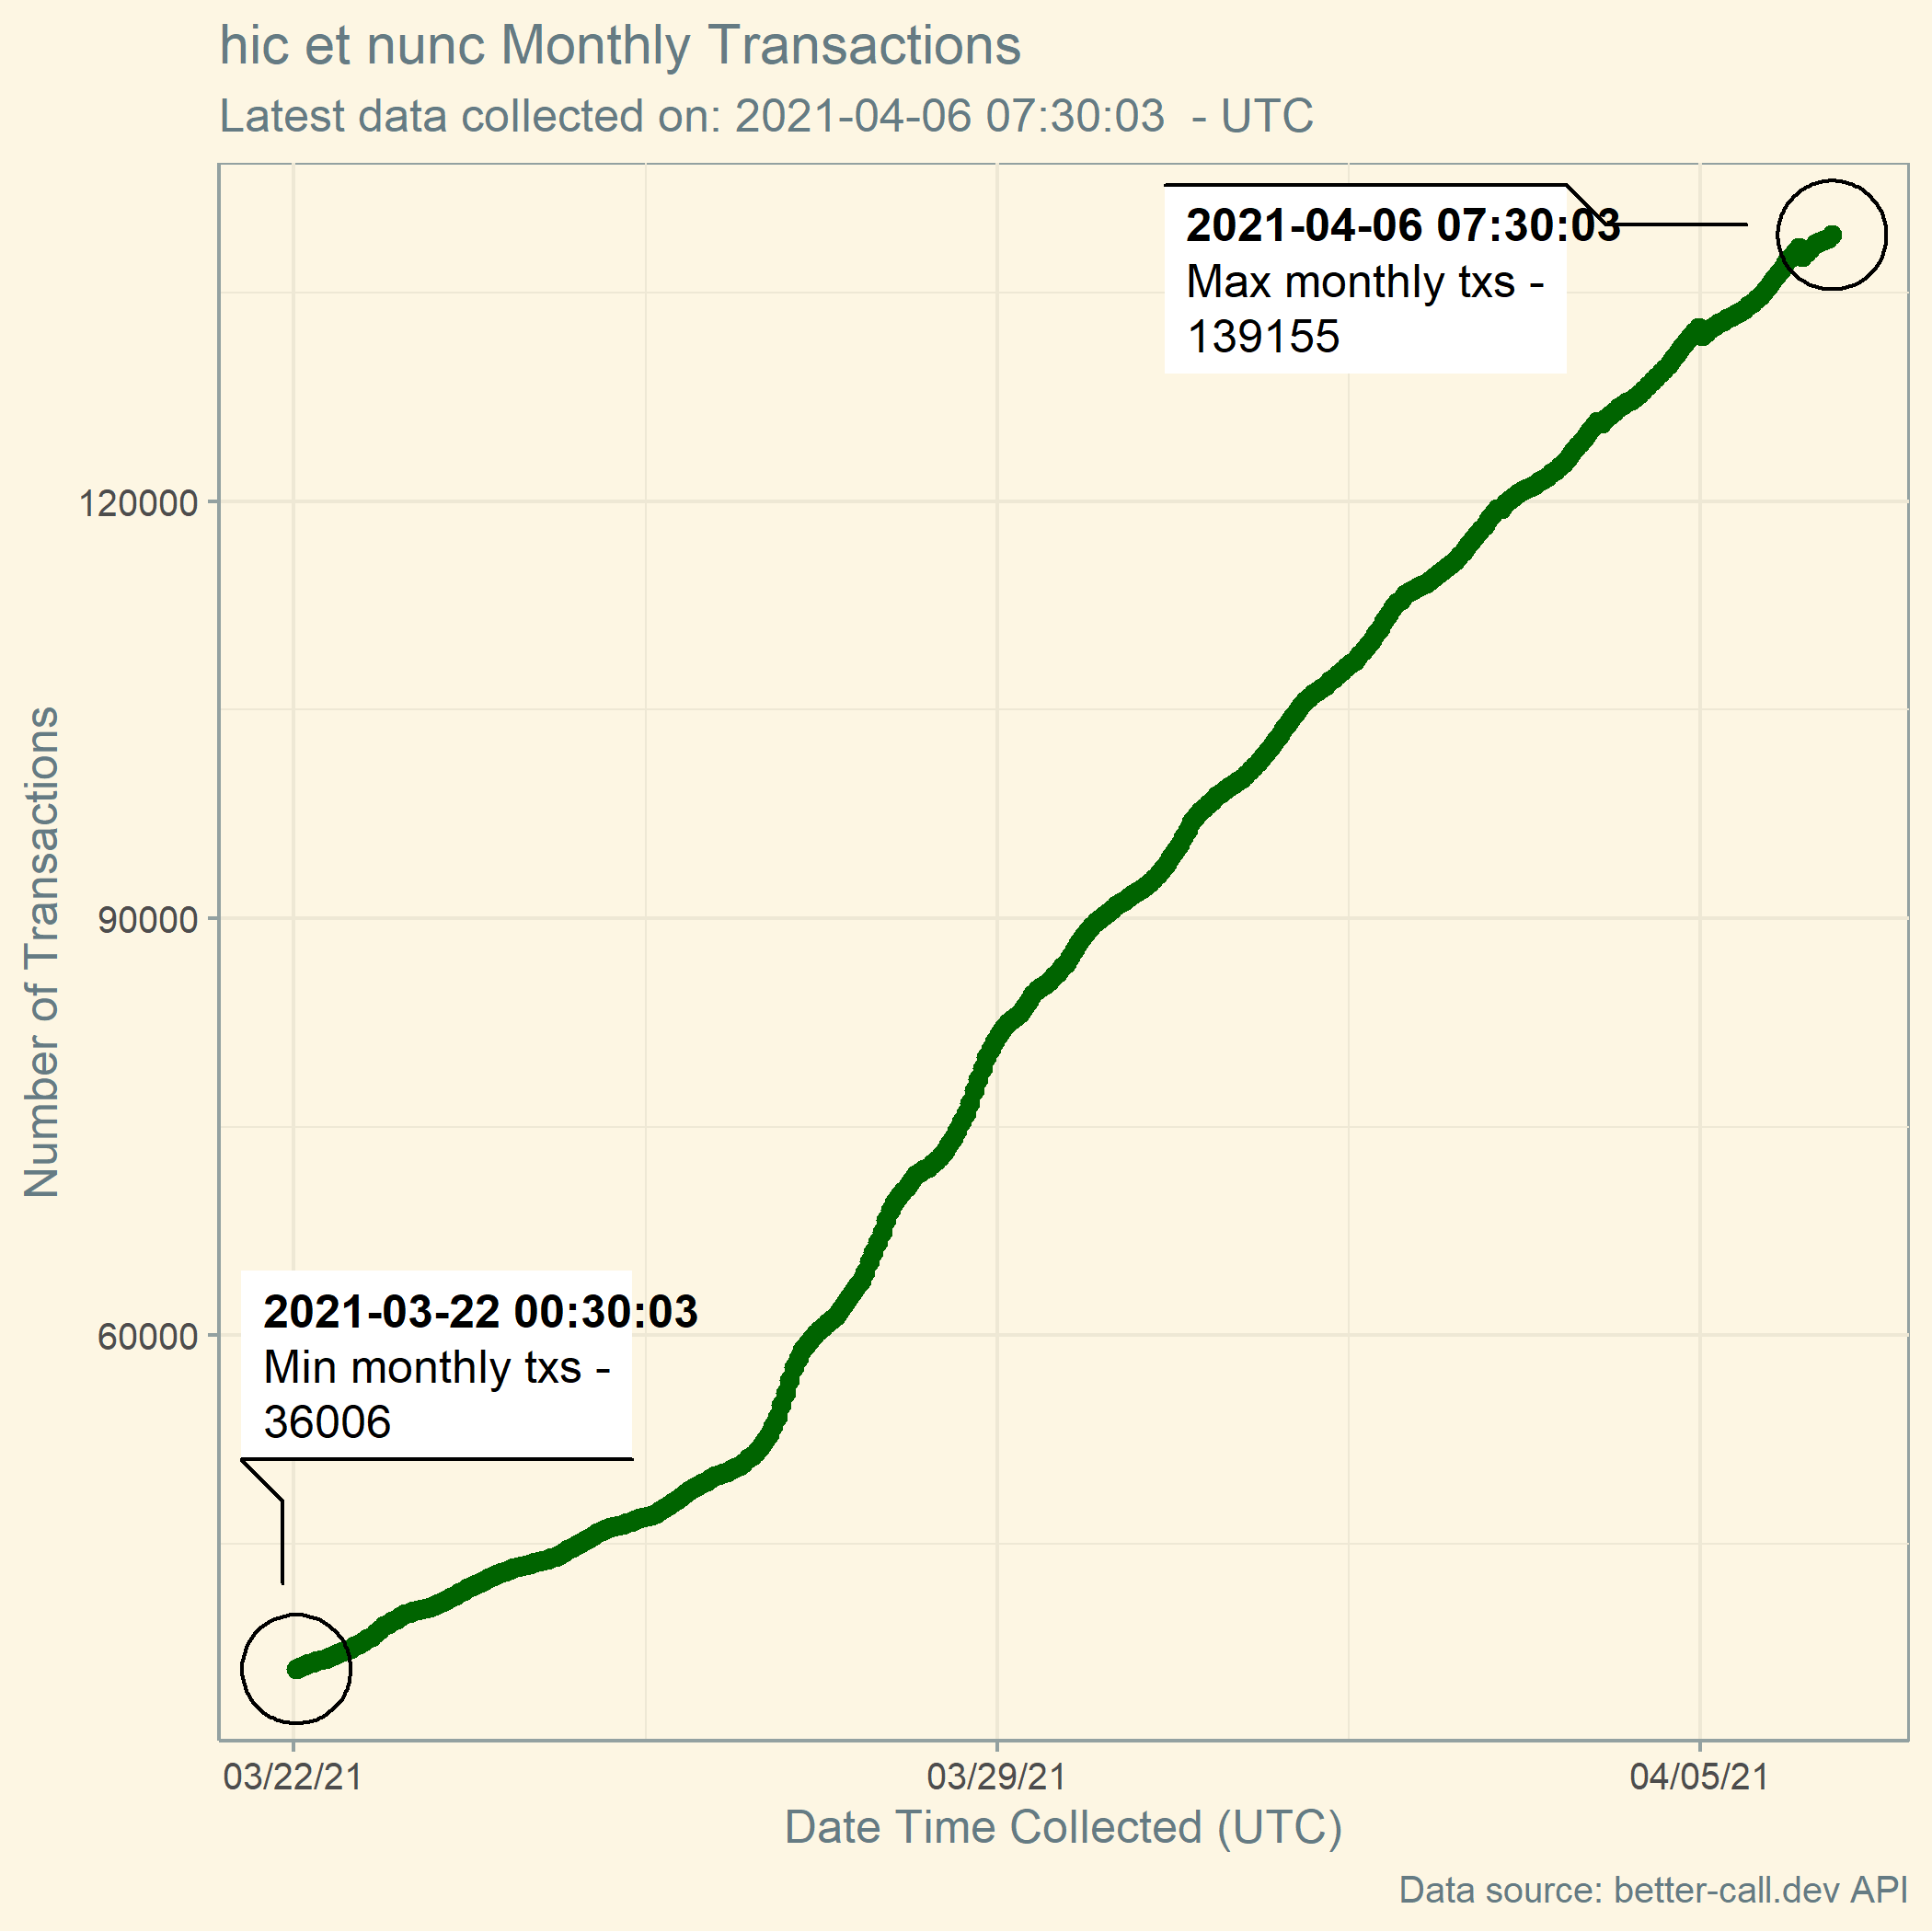 hic et nunc Monthly Transactions
Latest data collected on: 2021-04-06 07:30:03  - UTC
2021-04-06 07:30:03
Max monthly txs -
139155
120000
90000
60000
Number of Transactions
2021-03-22 00:30:03
Min monthly txs -
36006
03/22/21
03/29/21
04/05/21
Date Time Collected (UTC)
Data source: better-call.dev API